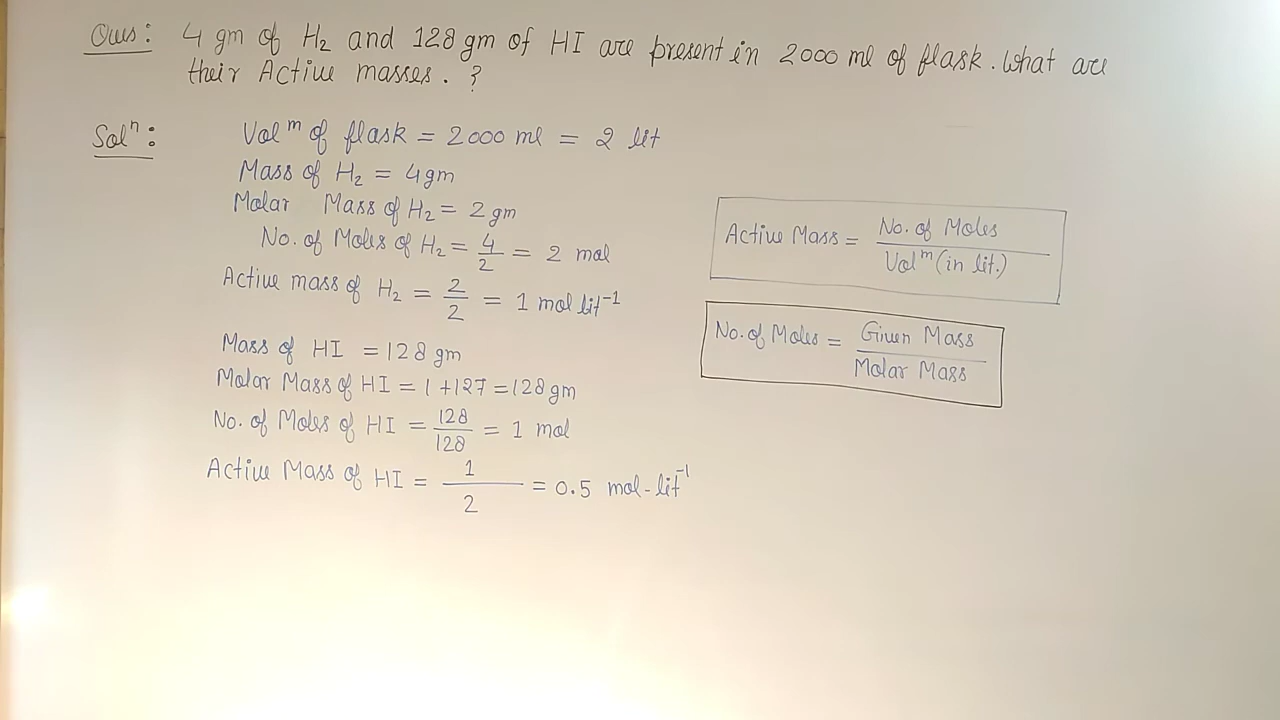 Ques: 4 gm of H₂ and 128 gm of HI are present in 2000 ml of flask. What are
their Active masses. ?
Solⁿ: Volᵐ of flask = 2000 ml = 2 lit
Mass of H₂ = 4gm
Molar Mass of H₂ = 2 gm
No. of Moles of H₂ = 4/2 = 2 mol
Active mass of H₂ = 2/2 = 1 mol lit⁻¹
Mass of HI = 128 gm
Molar Mass of HI = 1 + 127 = 128 gm
No. of Moles of HI = 128/128 = 1 mol
Active Mass of HI = 1/2 = 0.5 mol-lit⁻¹
Active Mass = No. of Moles / Volᵐ (in lit.)
No. of Moles = Given Mass / Molar Mass